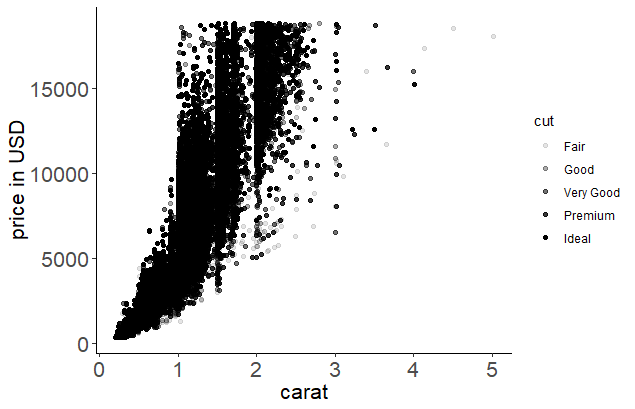 15000
10000
5000
0
price in USD
0 1 2 3 4 5
carat
cut
Fair
Good
Very Good
Premium
Ideal